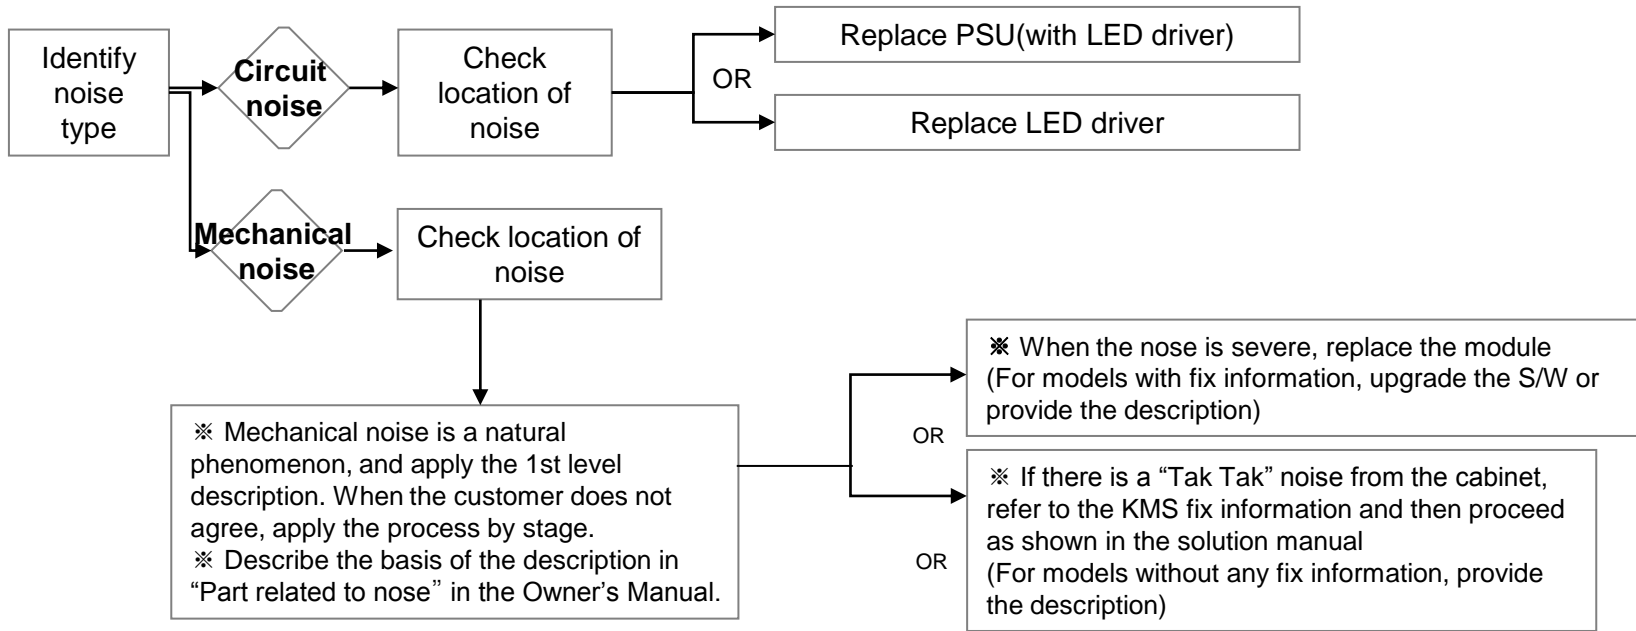 Identify
noise
type
Circuit
noise
Check
location of
noise
Replace PSU(with LED driver)
OR
Replace LED driver
Mechanical
noise
Check location of
noise
※ Mechanical noise is a natural
phenomenon, and apply the 1st level
description. When the customer does not
agree, apply the process by stage.
※ Describe the basis of the description in
“Part related to nose” in the Owner’s Manual.
※ When the nose is severe, replace the module
(For models with fix information, upgrade the S/W or
provide the description)
OR
※ If there is a “Tak Tak” noise from the cabinet,
refer to the KMS fix information and then proceed
as shown in the solution manual
(For models without any fix information, provide
the description)
OR